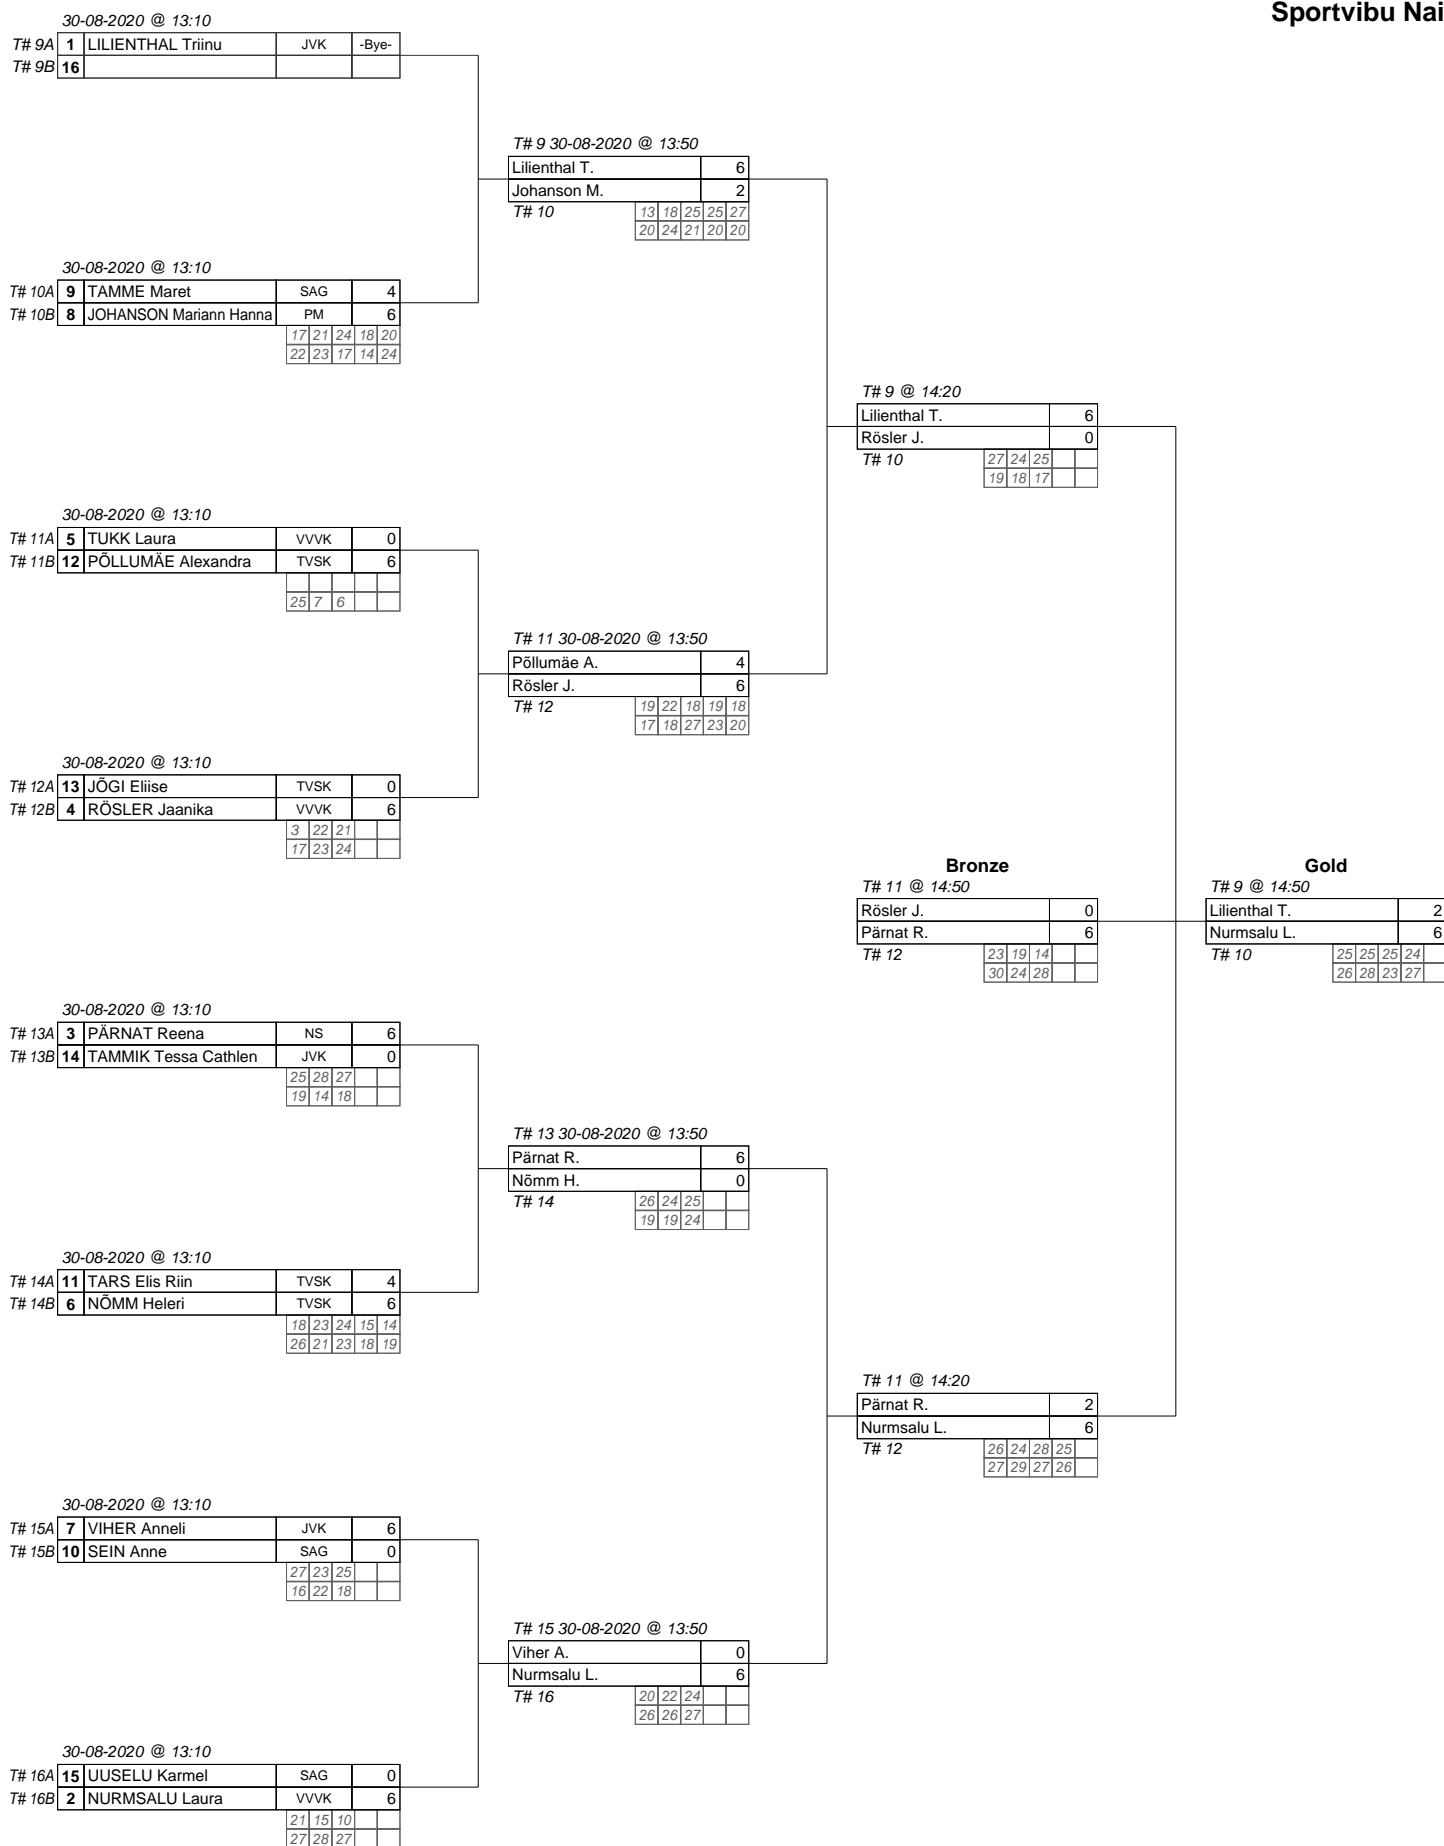 Sportvibu Nai
30-08-2020 @ 13:10
T# 9A 1 LILIENTHAL Triinu JVK -Bye-
T# 9B 16
T# 9 30-08-2020 @ 13:50
Lilienthal T. 6
Johanson M. 2
T# 10 13 18 25 25 27
20 24 21 20 20
30-08-2020 @ 13:10
T# 10A 9 TAMME Maret SAG 4
T# 10B 8 JOHANSON Mariann Hanna PM 6
17 21 24 18 20
22 23 17 14 24
T# 9 @ 14:20
Lilienthal T. 6
Rösler J. 0
T# 10 27 24 25
19 18 17
30-08-2020 @ 13:10
T# 11A 5 TUKK Laura VVVK 0
T# 11B 12 PÕLLUMÄE Alexandra TVSK 6
25 7 6
T# 11 30-08-2020 @ 13:50
Põllumäe A. 4
Rösler J. 6
T# 12 19 22 18 19 18
17 18 27 23 20
30-08-2020 @ 13:10
T# 12A 13 JÕGI Eliise TVSK 0
T# 12B 4 RÖSLER Jaanika VVVK 6
3 22 21
17 23 24
Bronze
T# 11 @ 14:50
Rösler J. 0
Pärnat R. 6
T# 12 23 19 14
30 24 28
Gold
T# 9 @ 14:50
Lilienthal T. 2
Nurmsalu L. 6
T# 10 25 25 25 24
26 28 23 27
30-08-2020 @ 13:10
T# 13A 3 PÄRNAT Reena NS 6
T# 13B 14 TAMMIK Tessa Cathlen JVK 0
25 28 27
19 14 18
T# 13 30-08-2020 @ 13:50
Pärnat R. 6
Nõmm H. 0
T# 14 26 24 25
19 19 24
30-08-2020 @ 13:10
T# 14A 11 TARS Elis Riin TVSK 4
T# 14B 6 NÕMM Heleri TVSK 6
18 23 24 15 14
26 21 23 18 19
T# 11 @ 14:20
Pärnat R. 2
Nurmsalu L. 6
T# 12 26 24 28 25
27 29 27 26
30-08-2020 @ 13:10
T# 15A 7 VIHER Anneli JVK 6
T# 15B 10 SEIN Anne SAG 0
27 23 25
16 22 18
T# 15 30-08-2020 @ 13:50
Viher A. 0
Nurmsalu L. 6
T# 16 20 22 24
26 26 27
30-08-2020 @ 13:10
T# 16A 15 UUSELU Karmel SAG 0
T# 16B 2 NURMSALU Laura VVVK 6
21 15 10
27 28 27